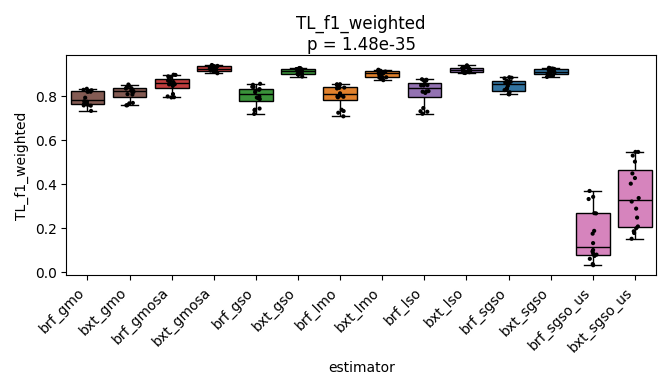 TL_f1_weighted
p = 1.48e-35
TL_f1_weighted
0.8
0.6
0.4
0.2
0.0
brf_gmo
bxt_gmo
brf_gmosa
bxt_gmosa
brf_gso
bxt_gso
brf_lmo
bxt_lmo
brf_lso
bxt_lso
brf_sgso
bxt_sgso
brf_sgso_us
bxt_sgso_us
estimator